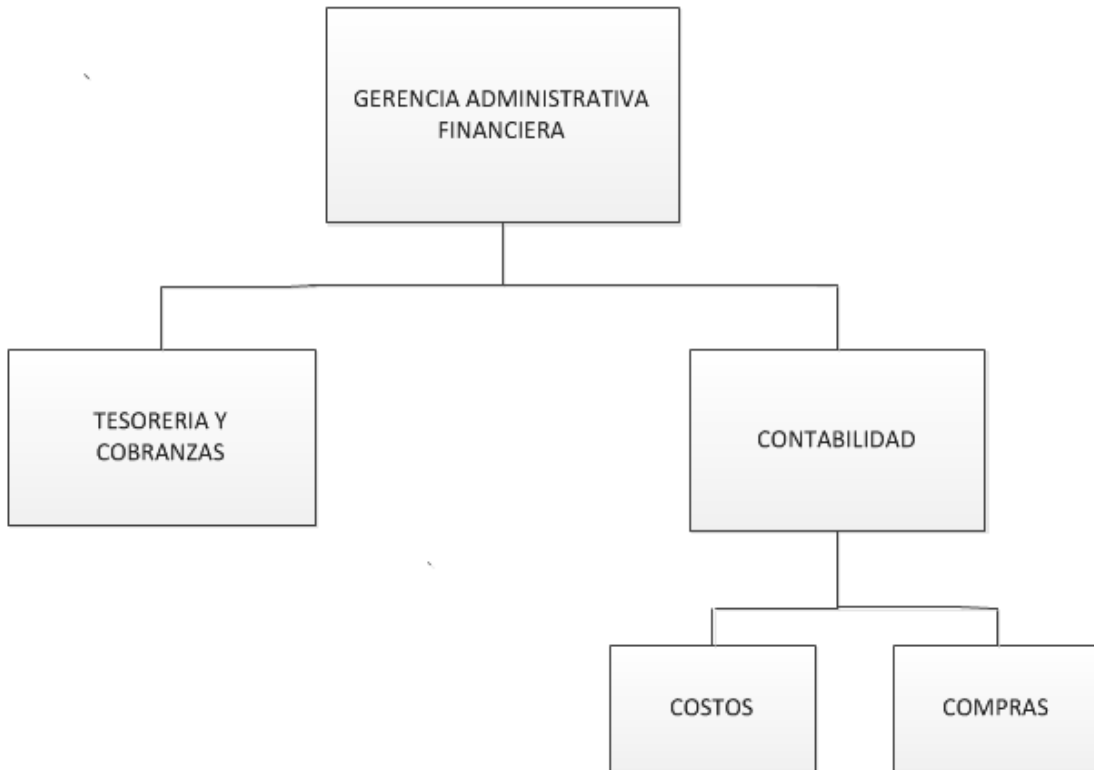 GERENCIA ADMINISTRATIVA
FINANCIERA
TESORERIA Y
COBRANZAS
CONTABILIDAD
COSTOS
COMPRAS